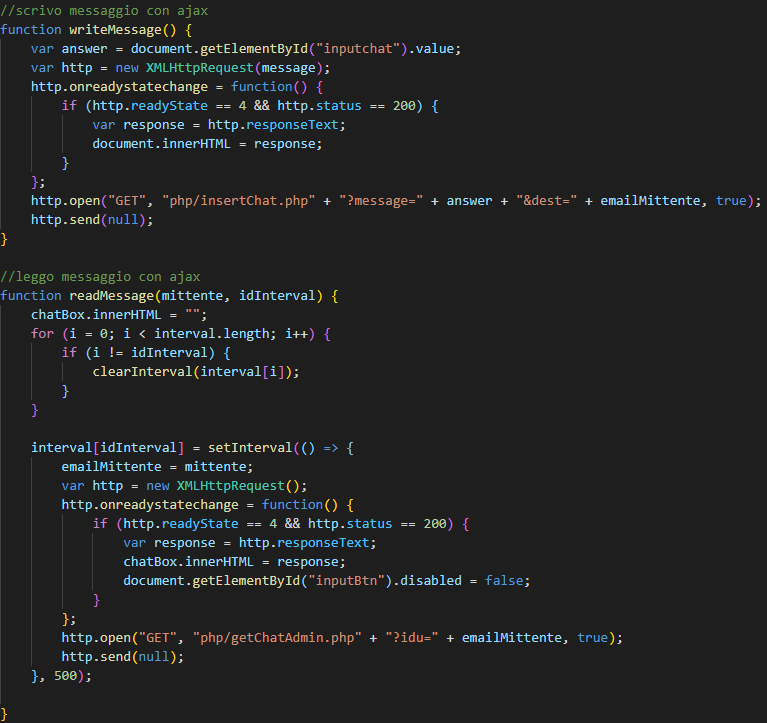 //scrivo messaggio con ajax
function writeMessage() {
    var answer = document.getElementById("inputchat").value;
    var http = new XMLHttpRequest(message);
    http.onreadystatechange = function() {
        if (http.readyState == 4 && http.status == 200) {
            var response = http.responseText;
            document.innerHTML = response;
        }
    };
    http.open("GET", "php/insertChat.php" + "?message=" + answer + "&dest=" + emailMittente, true);
    http.send(null);
}

//leggo messaggio con ajax
function readMessage(mittente, idInterval) {
    chatBox.innerHTML = "";
    for (i = 0; i < interval.length; i++) {
        if (i != idInterval) {
            clearInterval(interval[i]);
        }
    }

    interval[idInterval] = setInterval(() => {
        emailMittente = mittente;
        var http = new XMLHttpRequest();
        http.onreadystatechange = function() {
            if (http.readyState == 4 && http.status == 200) {
                var response = http.responseText;
                chatBox.innerHTML = response;
                document.getElementById("inputBtn").disabled = false;
            }
        };
        http.open("GET", "php/getChatAdmin.php" + "?idu=" + emailMittente, true);
        http.send(null);
    }, 500);

}